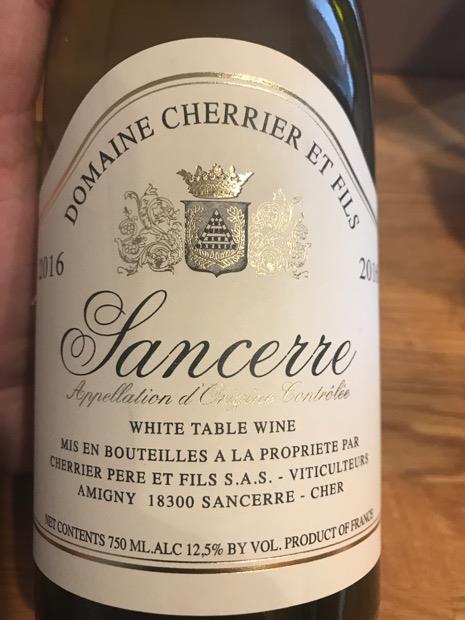 DOMAINE CHERRIER ET FILS
2016
2016
Sancerre
Appellation d'Origine Contrôlée
WHITE TABLE WINE
MIS EN BOUTEILLES A LA PROPRIETE PAR
CHERRIER PERE ET FILS S.A.S. - VITICULTEURS
AMIGNY 18300 SANCERRE - CHER
NET CONTENTS 750 ML.ALC 12,5% BY VOL. PRODUCT OF FRANCE